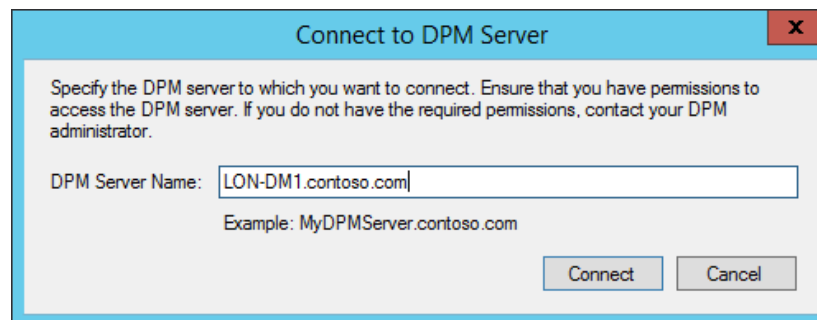 Connect to DPM Server
x
Specify the DPM server to which you want to connect. Ensure that you have permissions to
access the DPM server. If you do not have the required permissions, contact your DPM
administrator.
DPM Server Name: LON-DM1.contoso.com
Example: MyDPMServer.contoso.com
Connect Cancel